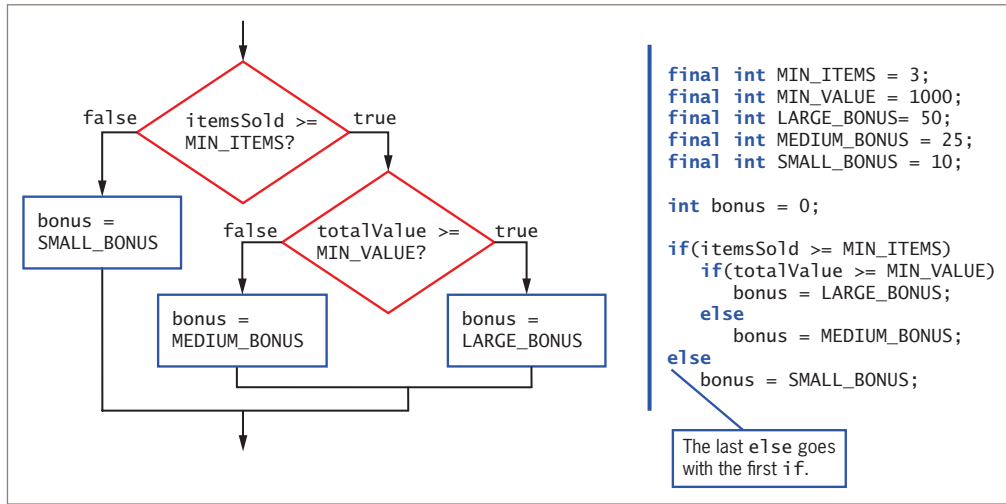 false
itemsSold >=
MIN_ITEMS?
true
bonus =
SMALL_BONUS
false
totalValue >=
MIN_VALUE?
true
bonus =
MEDIUM_BONUS
bonus =
LARGE_BONUS
final int MIN_ITEMS = 3;
final int MIN_VALUE = 1000;
final int LARGE_BONUS= 50;
final int MEDIUM_BONUS = 25;
final int SMALL_BONUS = 10;
int bonus = 0;
if(itemsSold >= MIN_ITEMS)
if(totalValue >= MIN_VALUE)
bonus = LARGE_BONUS;
else
bonus = MEDIUM_BONUS;
else
bonus = SMALL_BONUS;
The last else goes
with the first if.